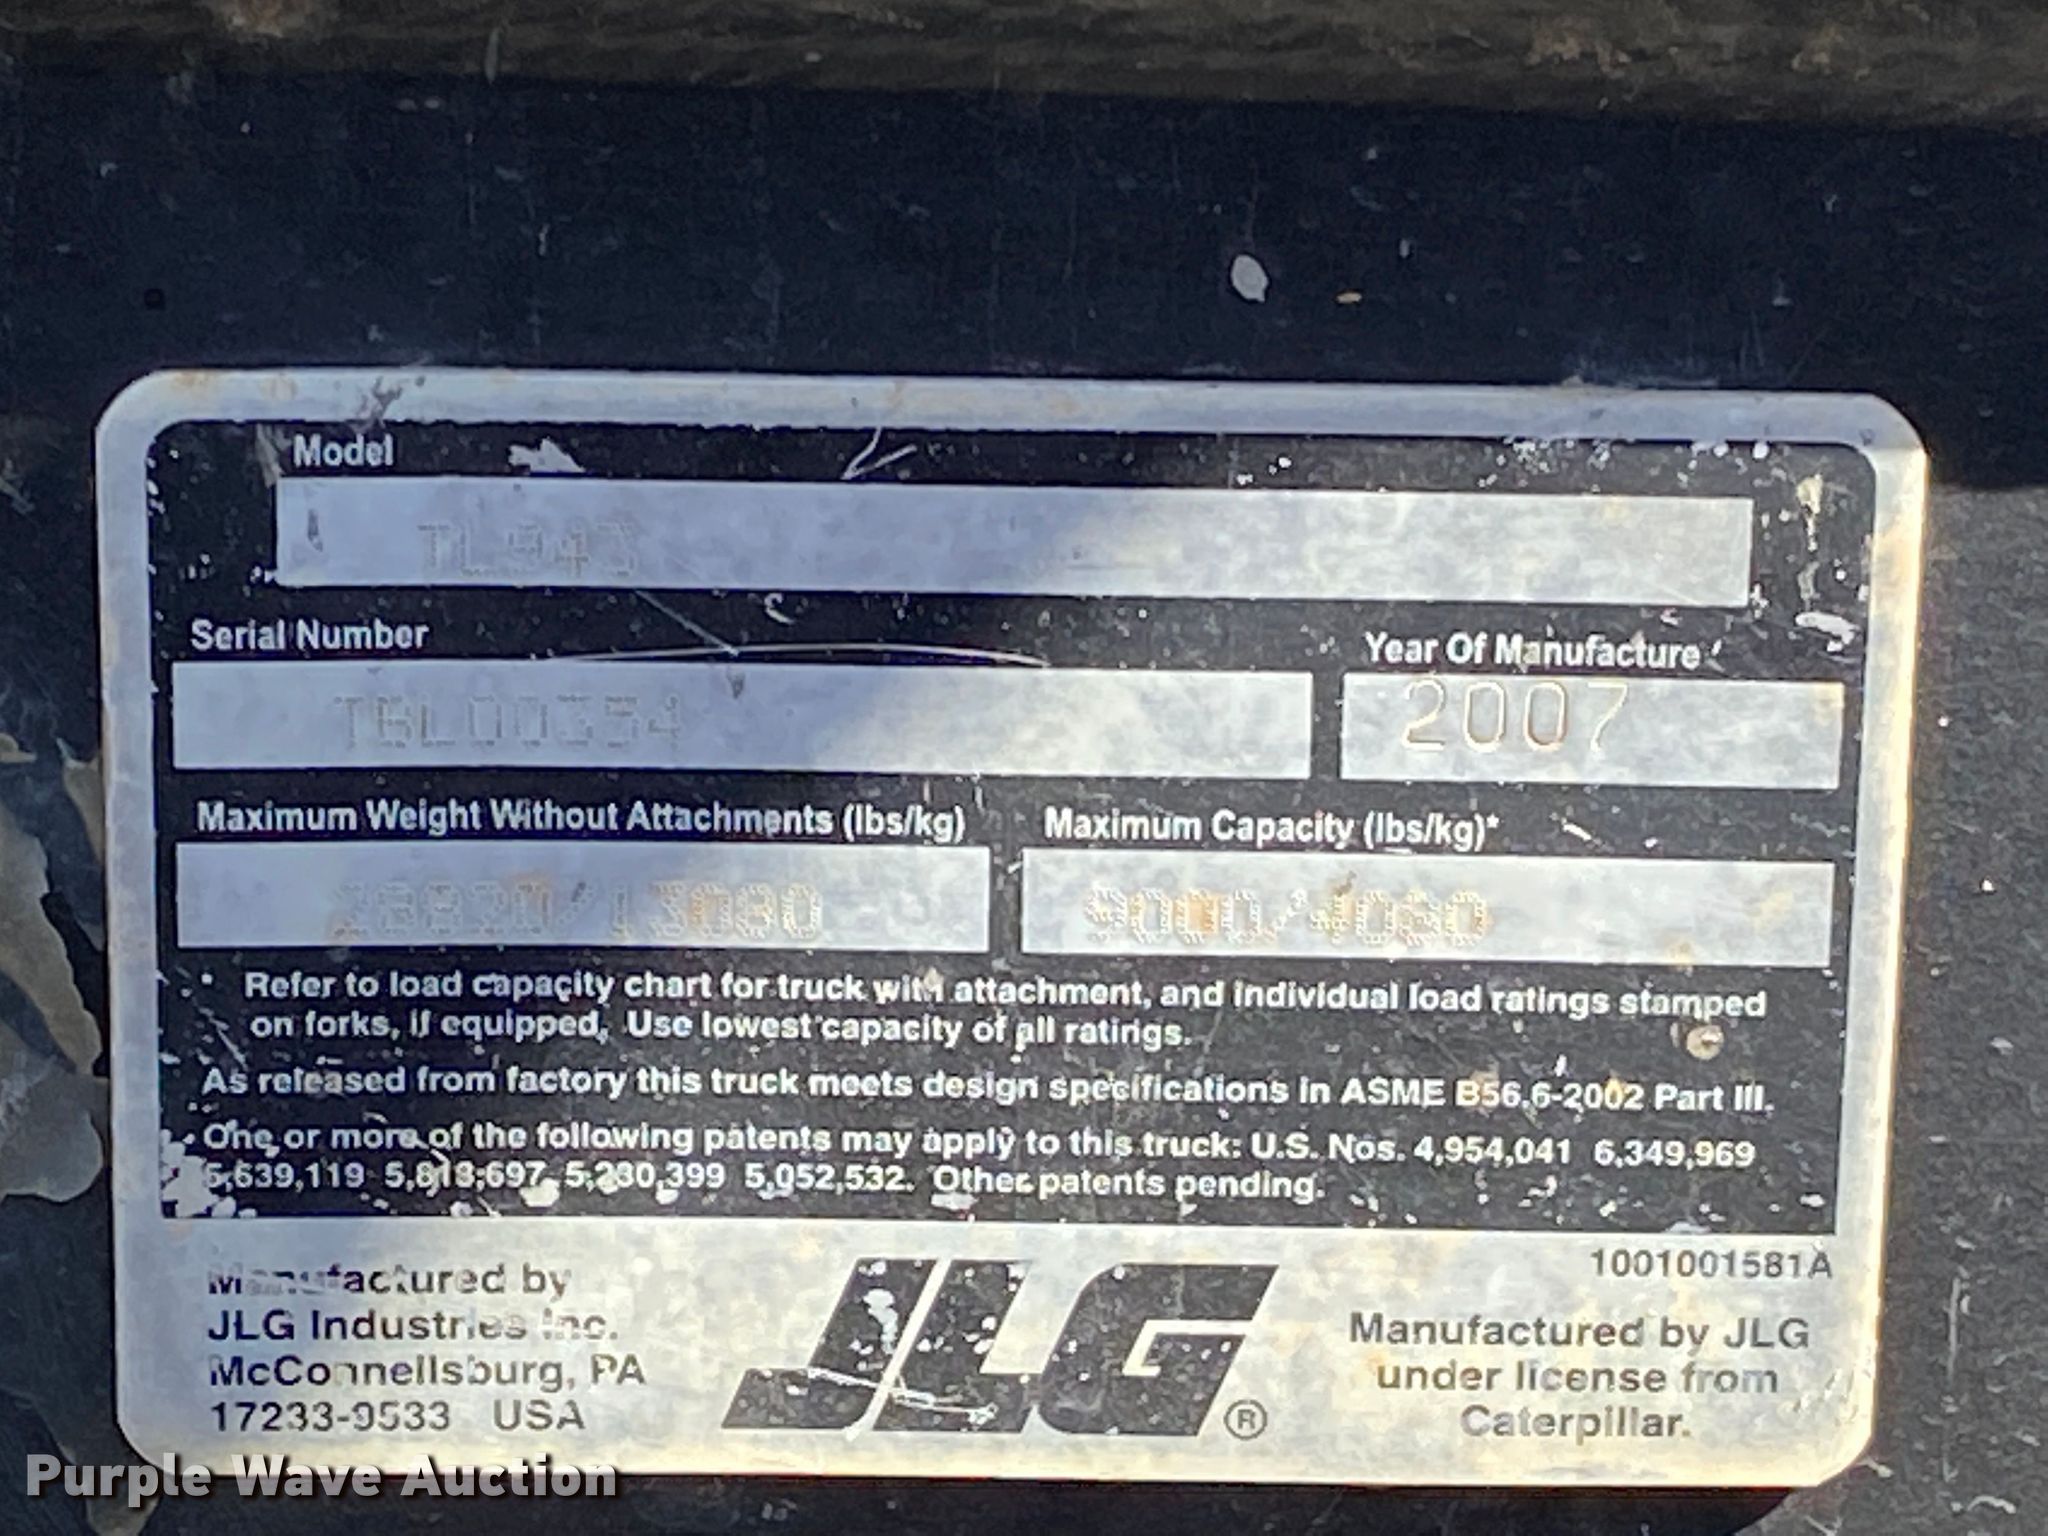 Model
TL943
Serial Number
Year Of Manufacture
TBL00354
2007
Maximum Weight Without Attachments (lbs/kg)
Maximum Capacity (lbs/kg)*
9000/4080
* Refer to load capacity chart for truck with attachment, and individual load ratings stamped
on forks, if equipped. Use lowest capacity of all ratings.
As released from factory this truck meets design specifications in ASME B56.6-2002 Part III.
One or more of the following patents may apply to this truck: U.S. Nos. 4,954,041 6,349,969
5,639,119 5,813,697 5,230,399 5,052,532. Other patents pending.
Manufactured by
JLG Industries Inc.
McConnellsburg, PA
17233-9533 USA
JLG®
1001001581A
Manufactured by JLG
under license from
Caterpillar.
Purple Wave Auction